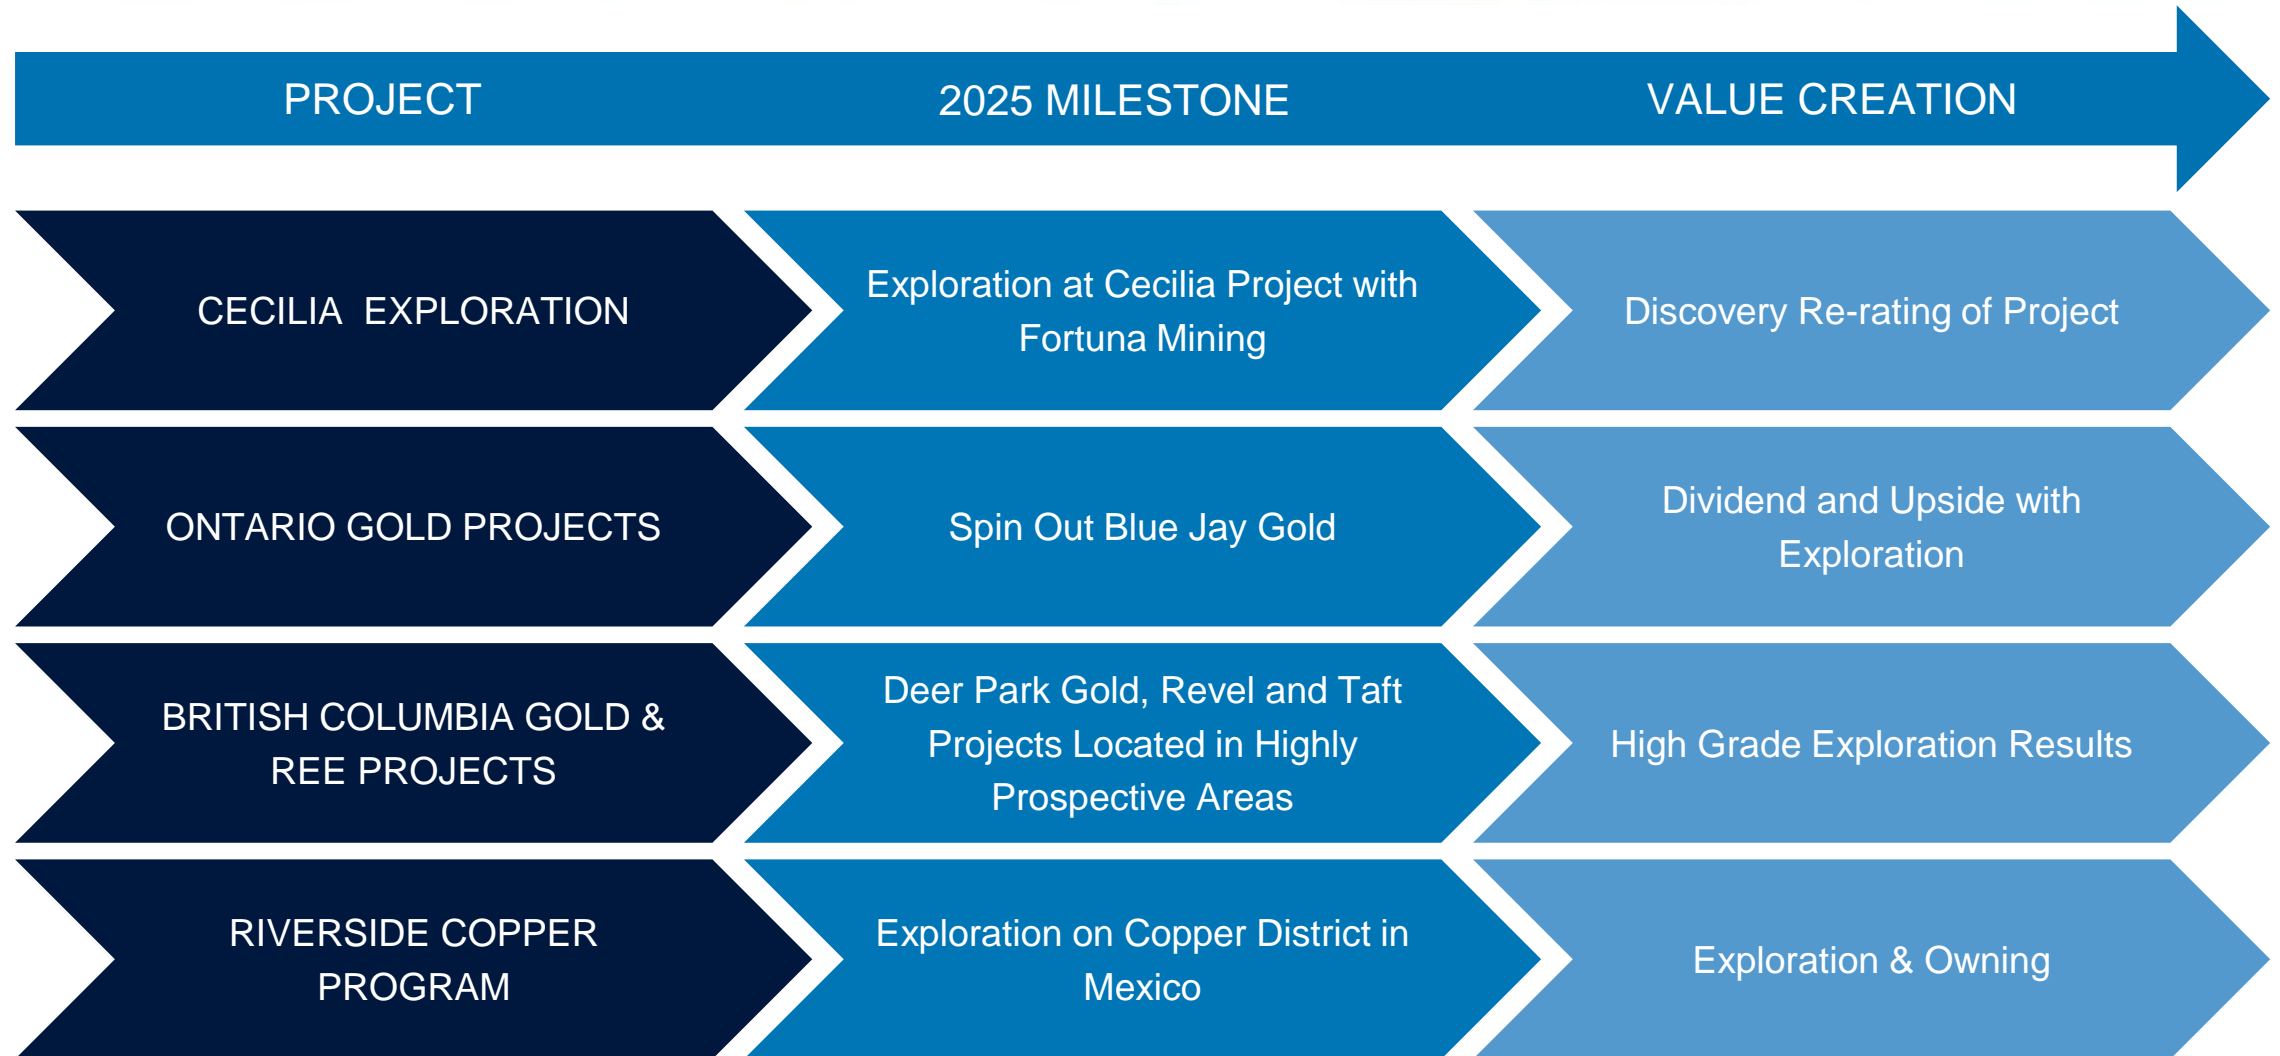 PROJECT
2025 MILESTONE
VALUE CREATION
CECILIA  EXPLORATION
Exploration at Cecilia Project with
Fortuna Mining
Discovery Re-rating of Project
ONTARIO GOLD PROJECTS
Spin Out Blue Jay Gold
Dividend and Upside with
Exploration
BRITISH COLUMBIA GOLD &
REE PROJECTS
Deer Park Gold, Revel and Taft
Projects Located in Highly
Prospective Areas
High Grade Exploration Results
RIVERSIDE COPPER
PROGRAM
Exploration on Copper District in
Mexico
Exploration & Owning